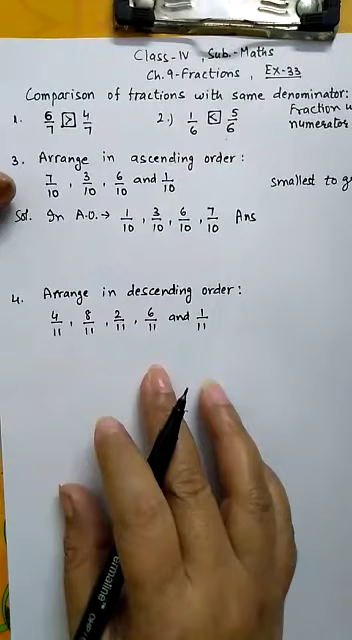 Class-IV, Sub.-Maths
Ch.9-Fractions, Ex-33
Comparison of fractions with same denominator:
Fraction
numerator
1. 6/7 > 4/7 2.) 1/6 < 5/6
3. Arrange in ascending order:
7/10, 3/10, 6/10 and 1/10
smallest to
Sol. In A.O.→ 1/10, 3/10, 6/10, 7/10 Ans
4. Arrange in descending order:
4/11, 8/11, 2/11, 6/11 and 1/11